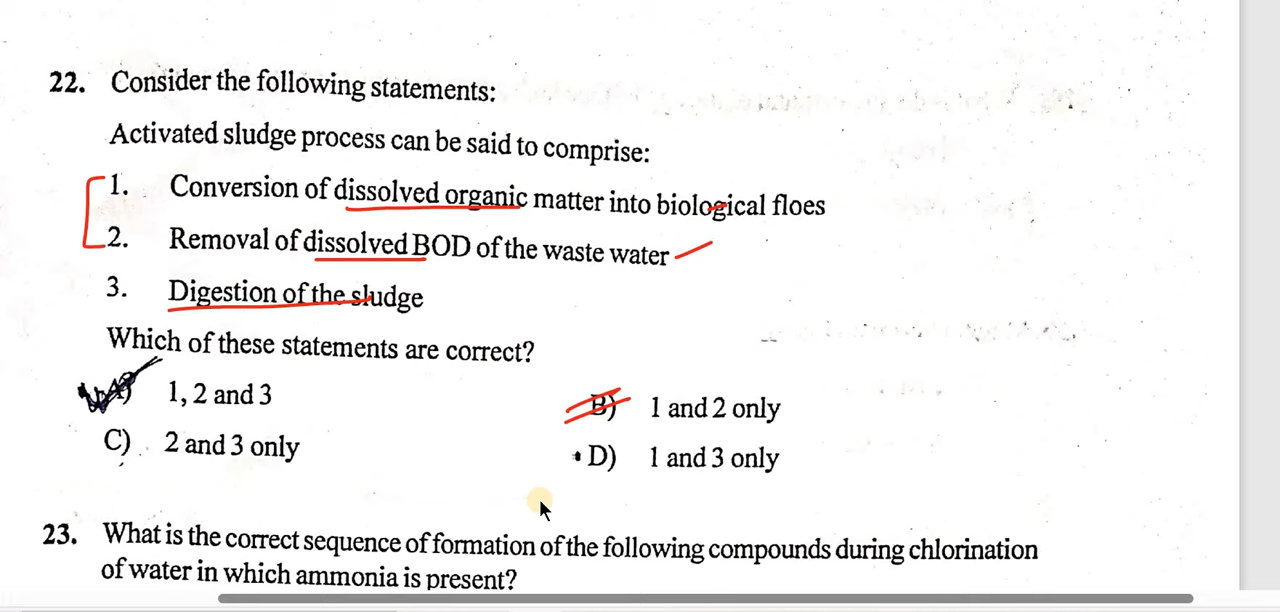 22. Consider the following statements:
Activated sludge process can be said to comprise:
1. Conversion of dissolved organic matter into biological floes
2. Removal of dissolved BOD of the waste water
3. Digestion of the sludge
Which of these statements are correct?
A) 1, 2 and 3
B) 1 and 2 only
C) 2 and 3 only
D) 1 and 3 only
23. What is the correct sequence of formation of the following compounds during chlorination
of water in which ammonia is present?